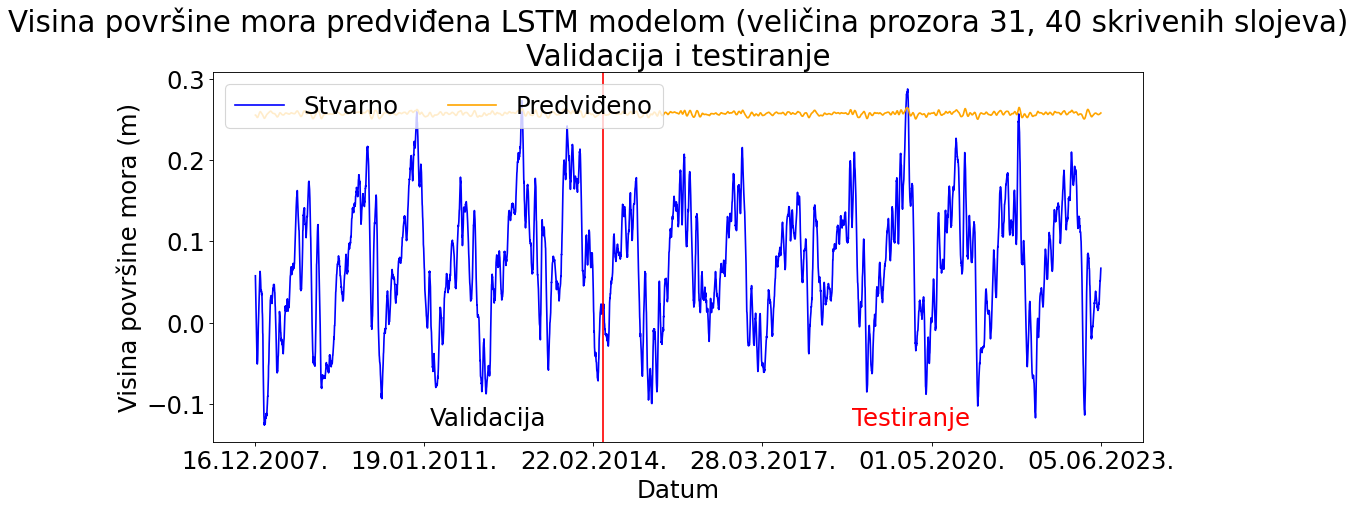 Visina površine mora predviđena LSTM modelom (veličina prozora 31, 40 skrivenih slojeva)
Validacija i testiranje
Stvarno
Predviđeno
Visina površine mora (m)
0.3
0.2
0.1
0.0
−0.1
Validacija
Testiranje
16.12.2007.
19.01.2011.
22.02.2014.
28.03.2017.
01.05.2020.
05.06.2023.
Datum